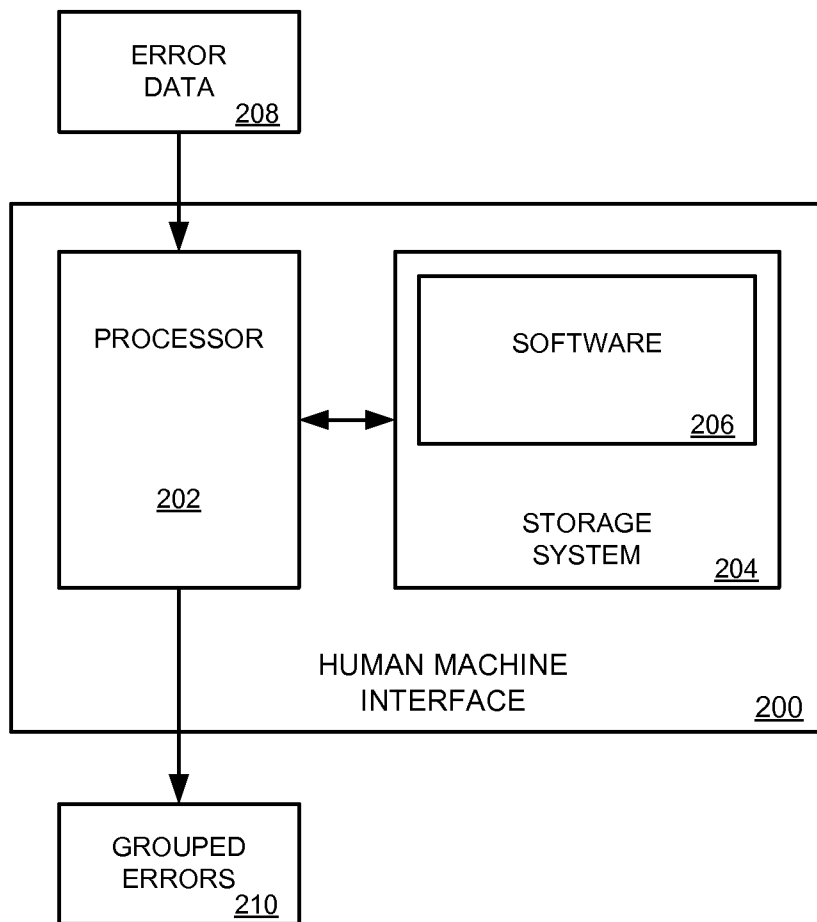 ERROR
DATA
208
PROCESSOR
202
SOFTWARE
206
STORAGE
SYSTEM
204
HUMAN MACHINE
INTERFACE
200
GROUPED
ERRORS
210